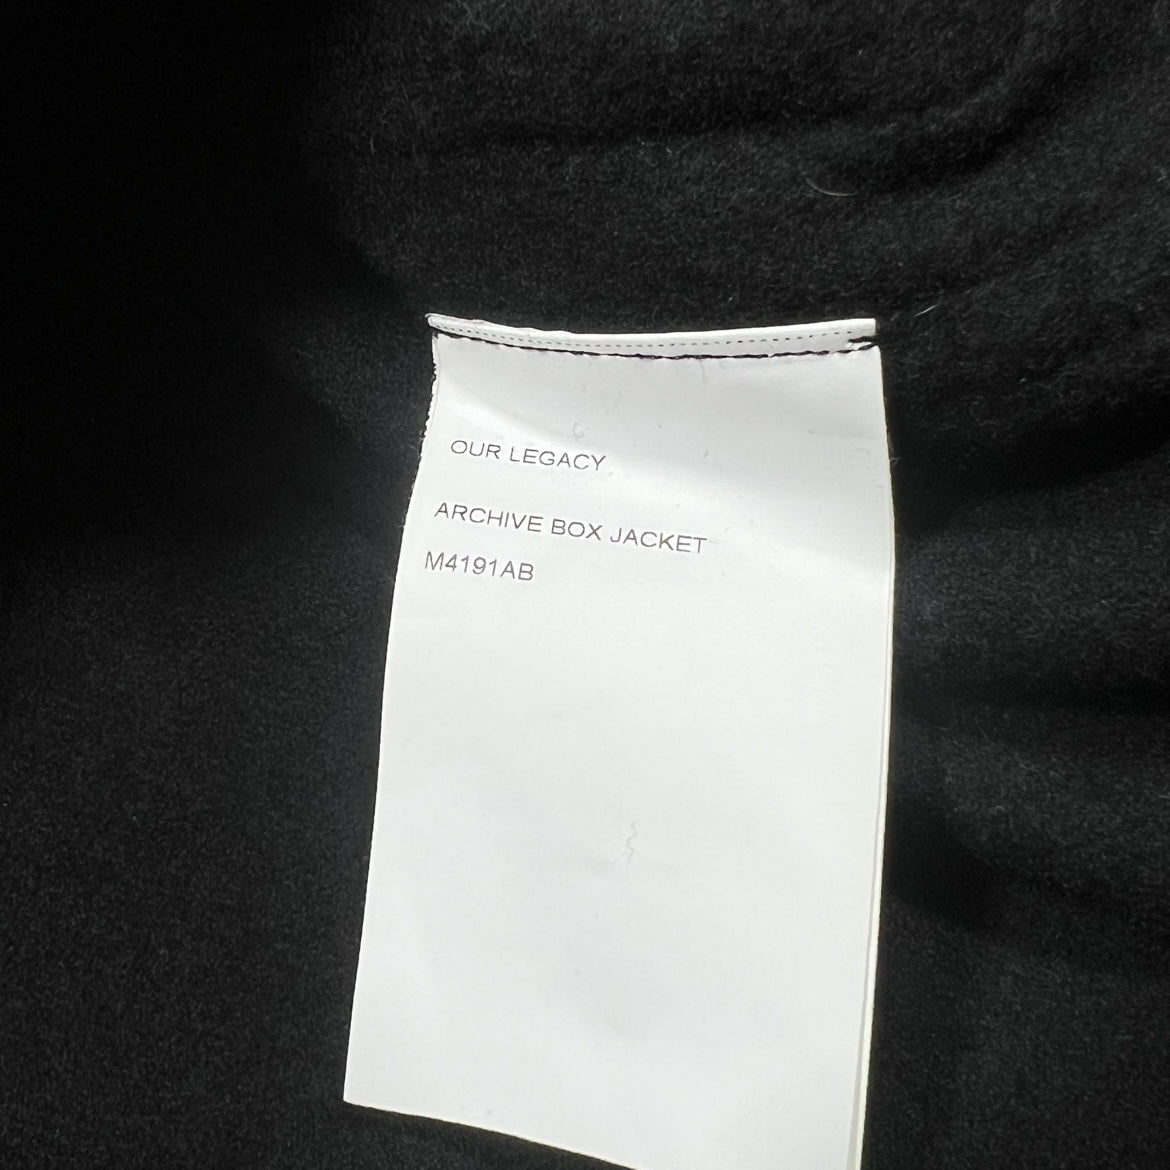 OUR LEGACY
ARCHIVE BOX JACKET
M4191AB